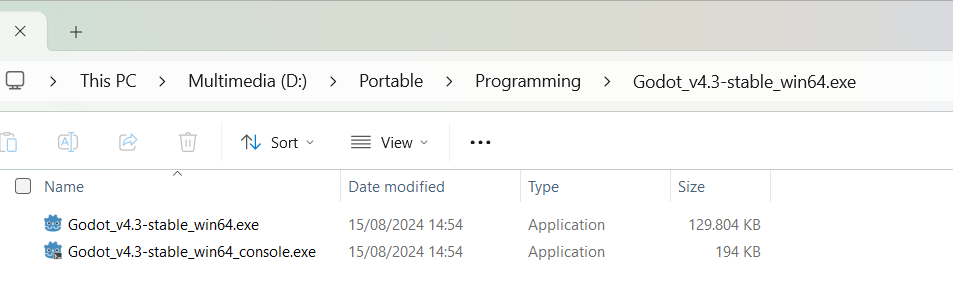 This PC > Multimedia (D:) > Portable > Programming > Godot_v4.3-stable_win64.exe
Sort View
Name Date modified Type Size
Godot_v4.3-stable_win64.exe 15/08/2024 14:54 Application 129.804 KB
Godot_v4.3-stable_win64_console.exe 15/08/2024 14:54 Application 194 KB